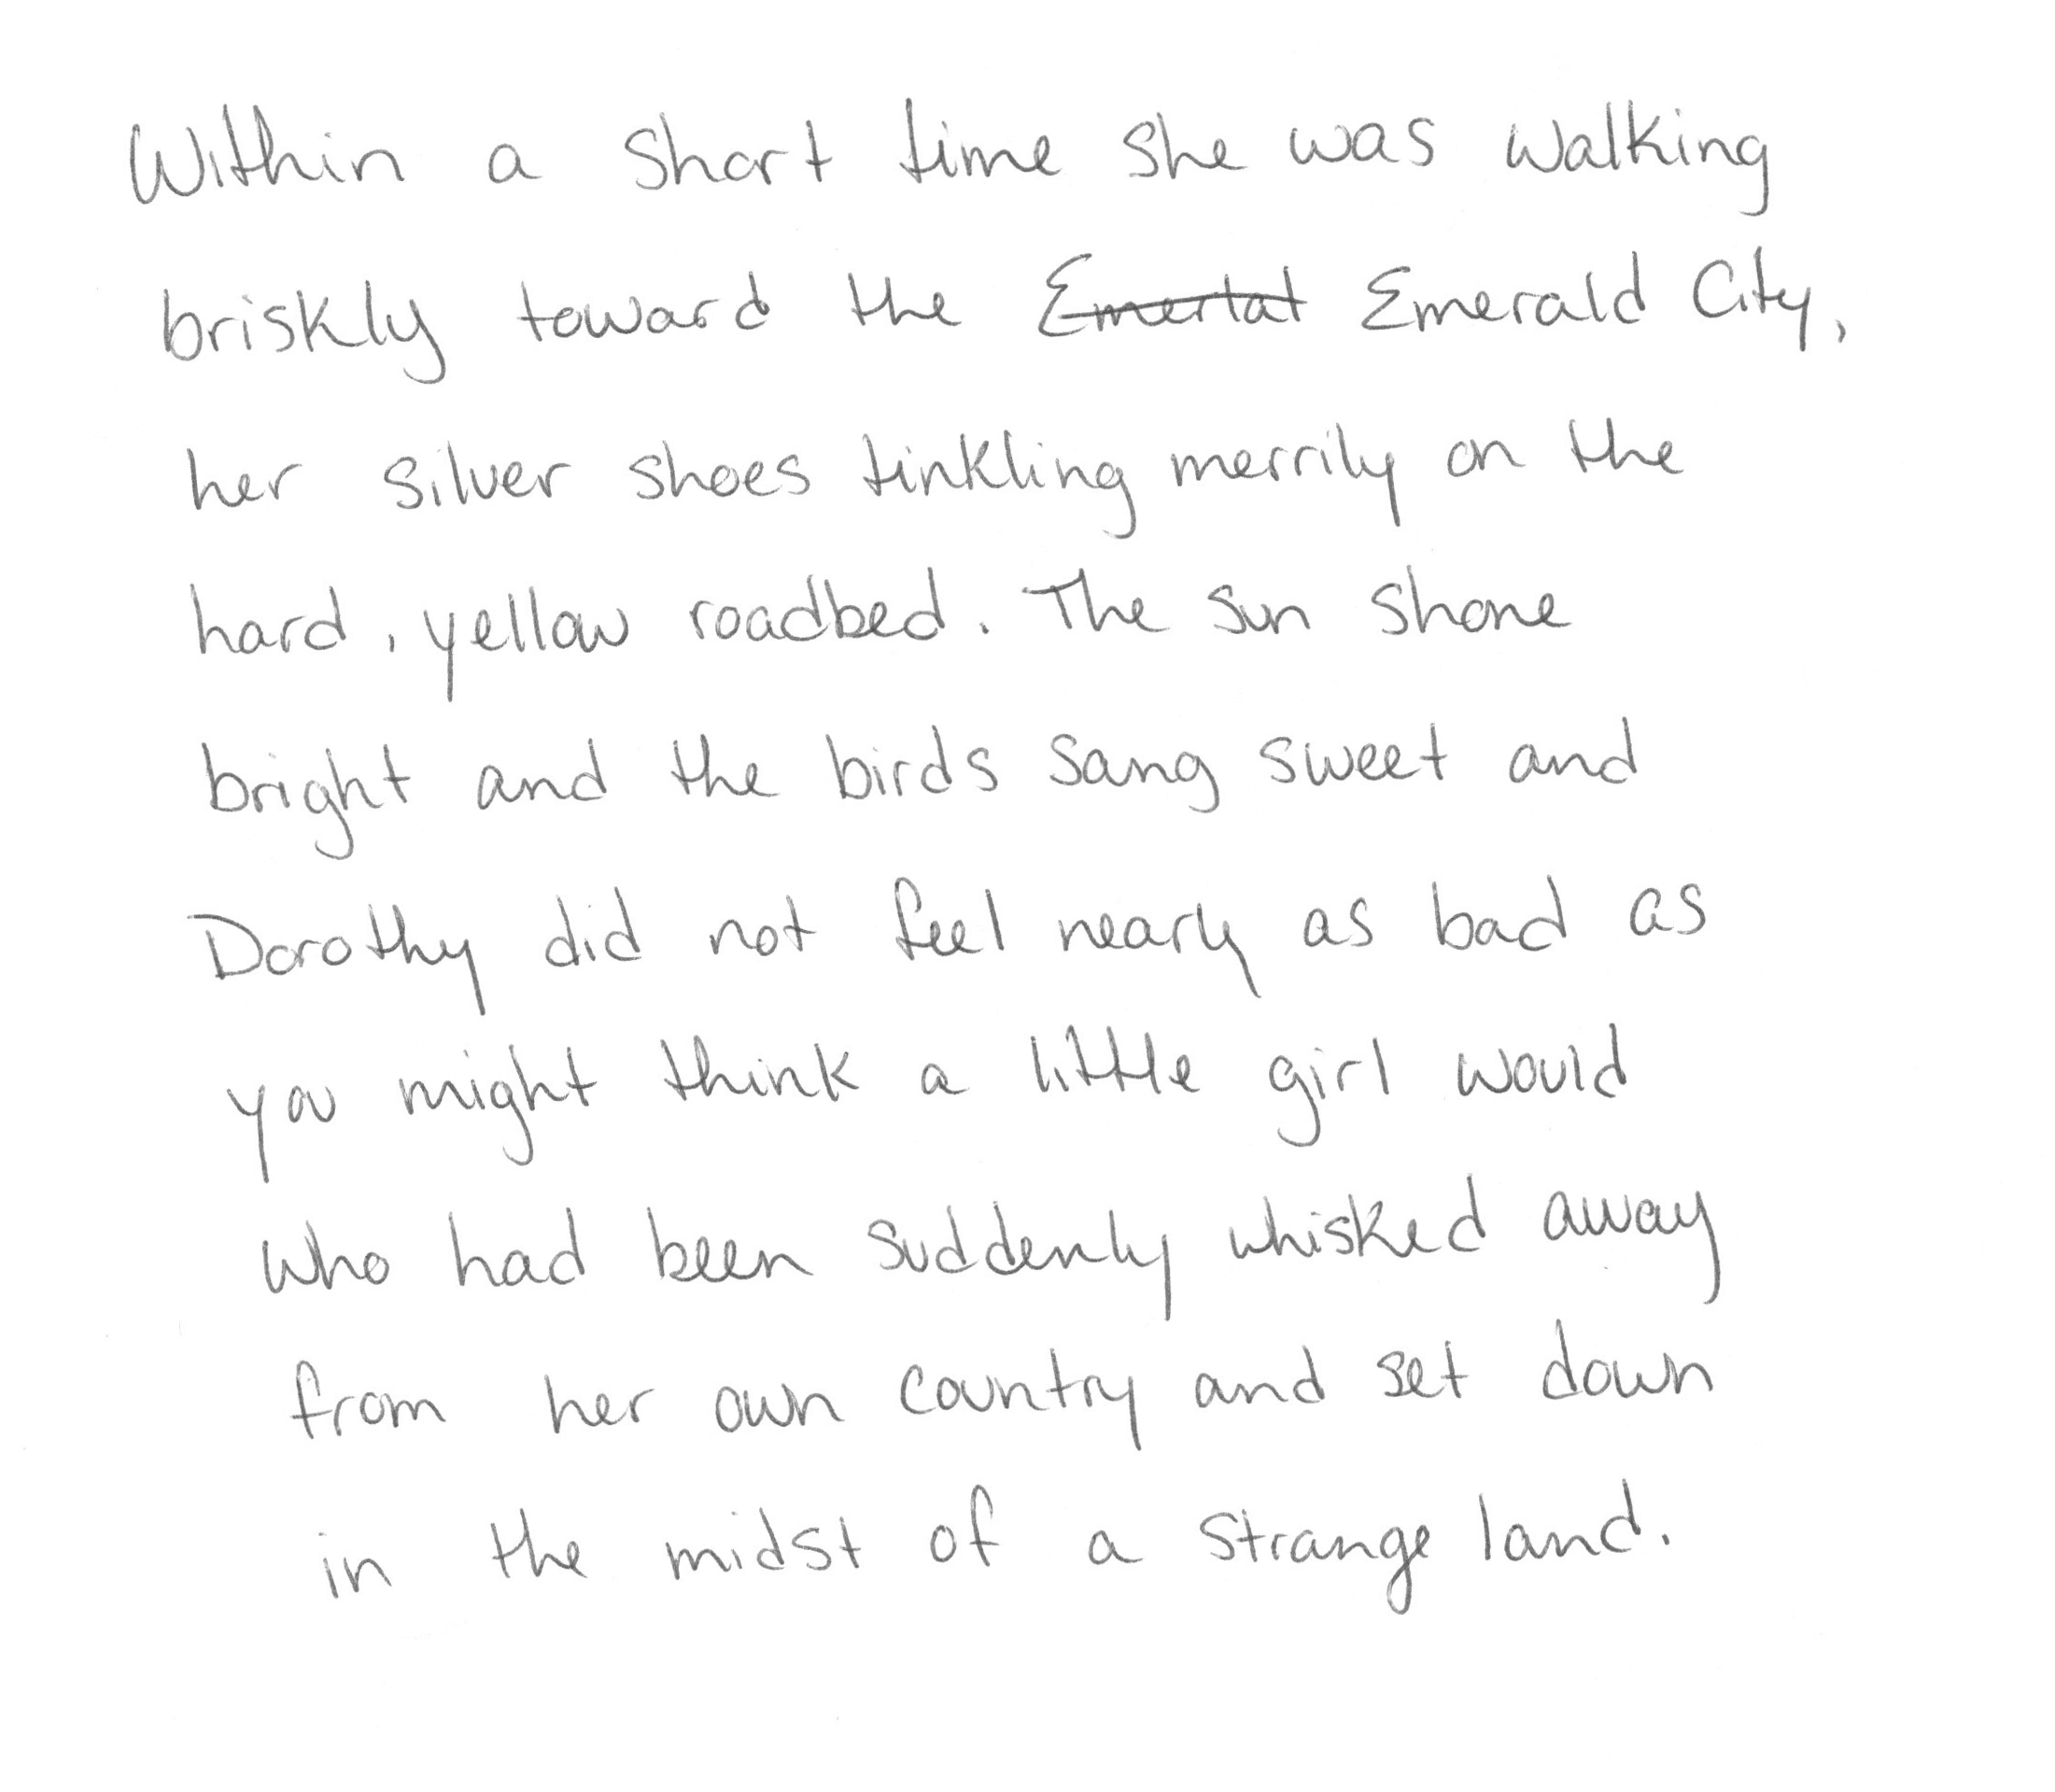 Within a short time she was walking
briskly toward the Emerald City,
her silver shoes tinkling merrily on the
hard, yellow roadbed. The sun shone
bright and the birds sang sweet and
Dorothy did not feel nearly as bad as
you might think a little girl would
who had been suddenly whisked away
from her own country and set down
in the midst of a strange land.